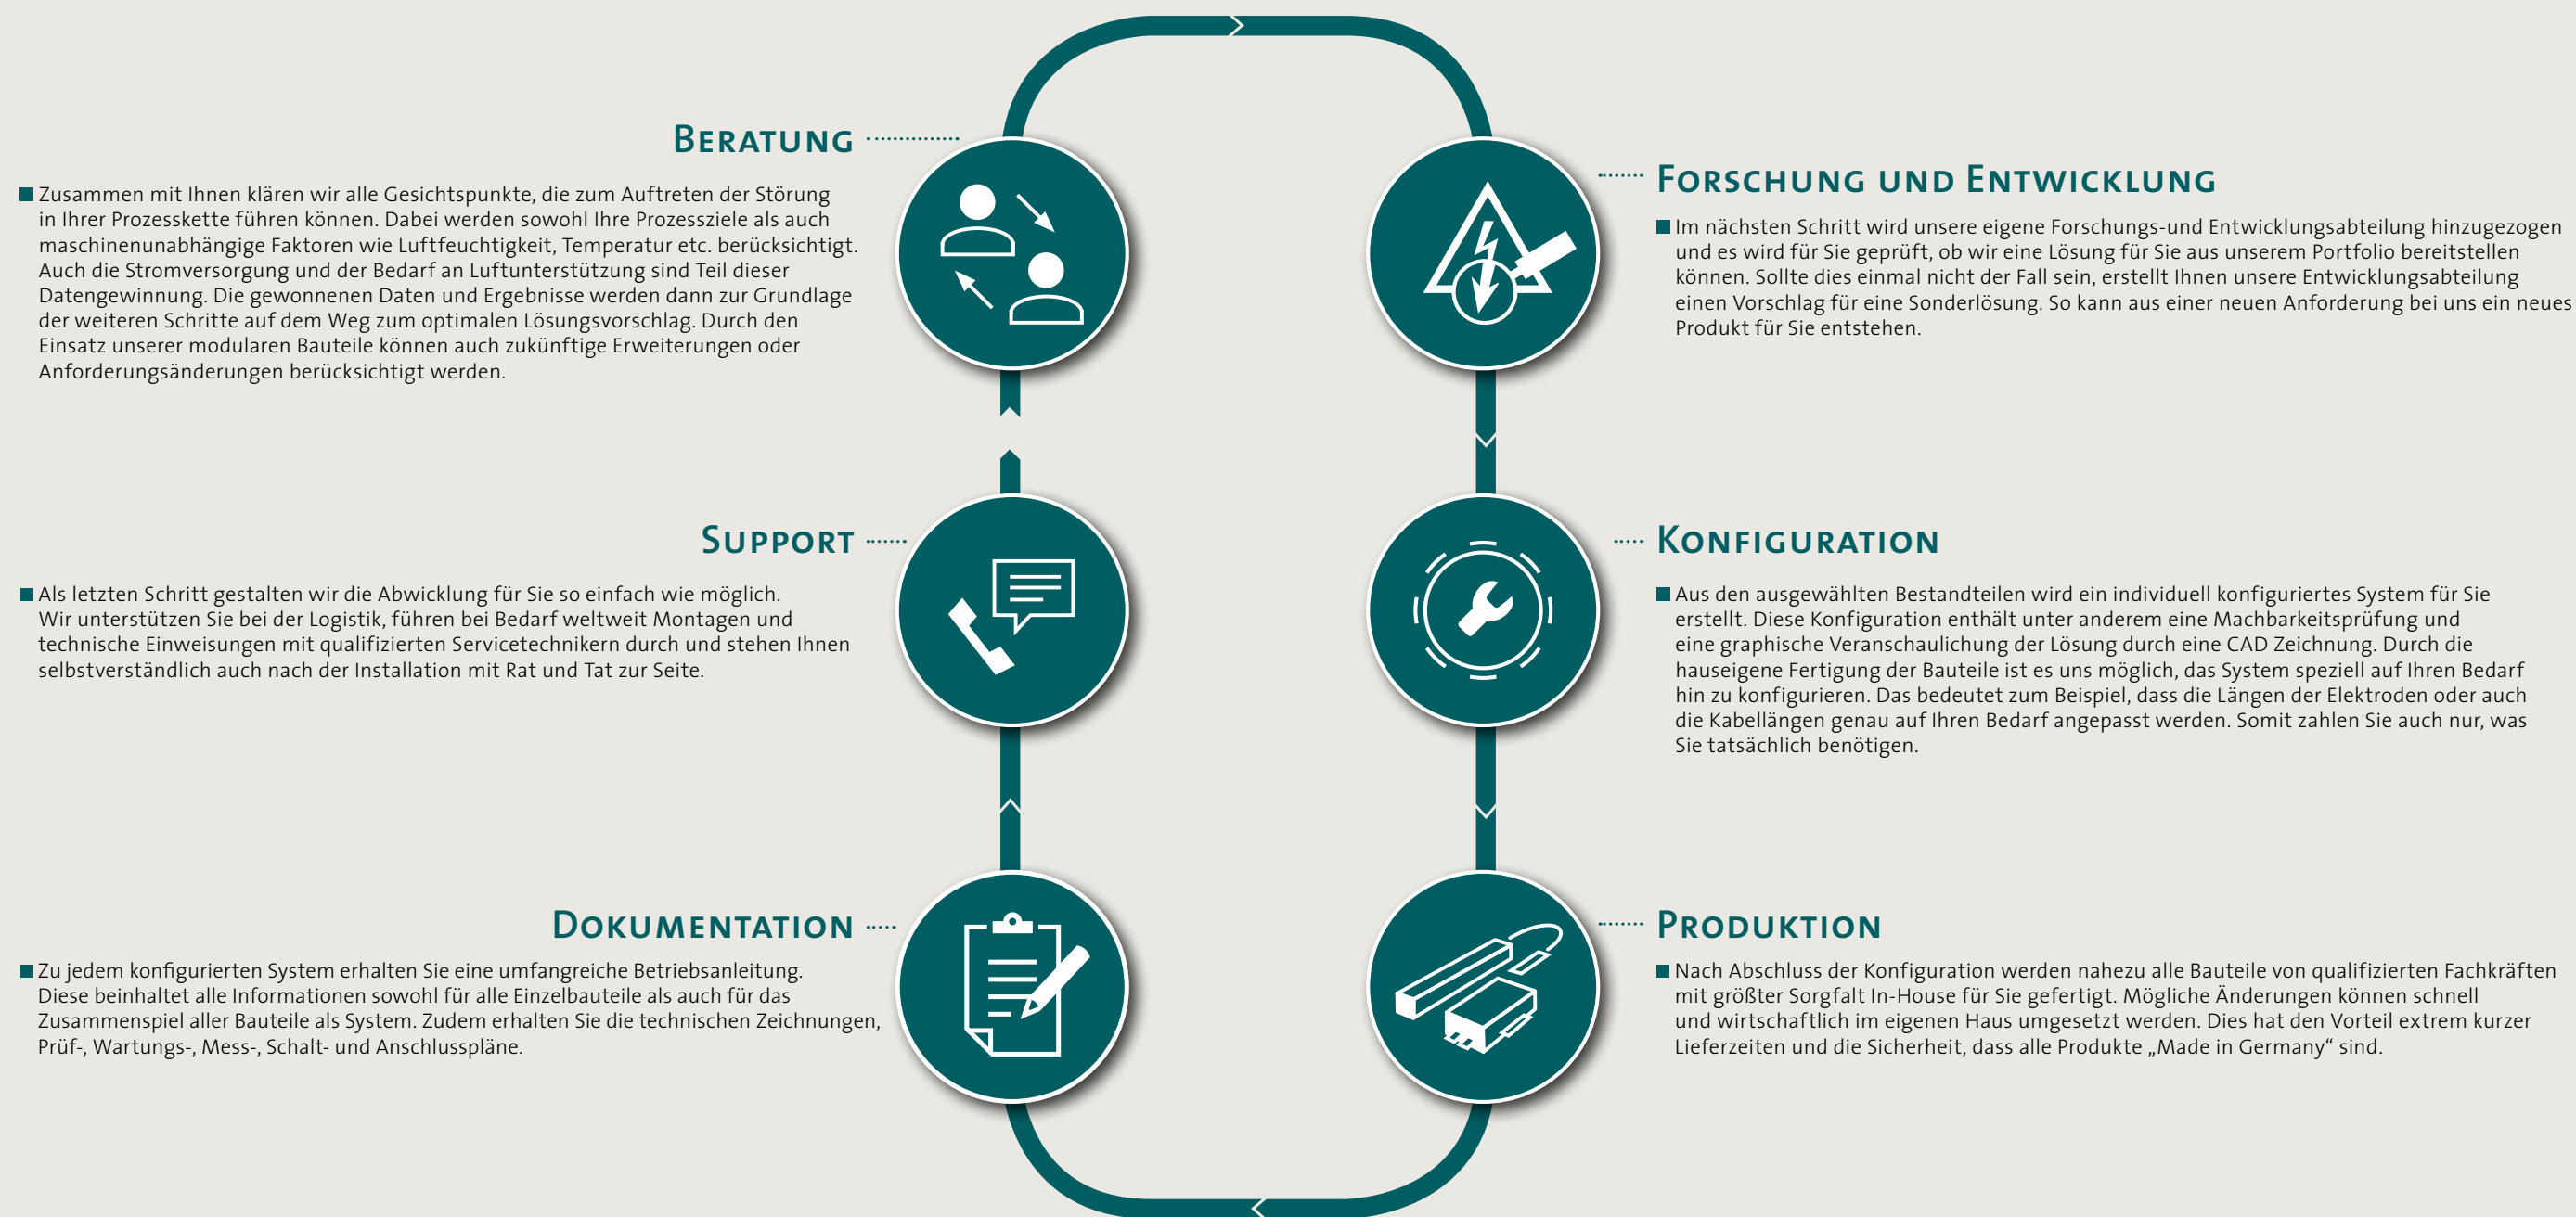 Beratung
Zusammen mit Ihnen klären wir alle Gesichtspunkte, die zum Auftreten der Störung
in Ihrer Prozesskette führen können. Dabei werden sowohl Ihre Prozessziele als auch
maschinenunabhängige Faktoren wie Luftfeuchtigkeit, Temperatur etc. berücksichtigt.
Auch die Stromversorgung und der Bedarf an Luftunterstützung sind Teil dieser
Datengewinnung. Die gewonnenen Daten und Ergebnisse werden dann zur Grundlage
der weiteren Schritte auf dem Weg zum optimalen Lösungsvorschlag. Durch den
Einsatz unserer modularen Bauteile können auch zukünftige Erweiterungen oder
Anforderungsänderungen berücksichtigt werden.
Forschung und Entwicklung
Im nächsten Schritt wird unsere eigene Forschungs-und Entwicklungsabteilung hinzugezogen
und es wird für Sie geprüft, ob wir eine Lösung für Sie aus unserem Portfolio bereitstellen
können. Sollte dies einmal nicht der Fall sein, erstellt Ihnen unsere Entwicklungsabteilung
einen Vorschlag für eine Sonderlösung. So kann aus einer neuen Anforderung bei uns ein neues
Produkt für Sie entstehen.
Konfiguration
Aus den ausgewählten Bestandteilen wird ein individuell konfiguriertes System für Sie
erstellt. Diese Konfiguration enthält unter anderem eine Machbarkeitsprüfung und
eine graphische Veranschaulichung der Lösung durch eine CAD Zeichnung. Durch die
hauseigene Fertigung der Bauteile ist es uns möglich, das System speziell auf Ihren Bedarf
hin zu konfigurieren. Das bedeutet zum Beispiel, dass die Längen der Elektroden oder auch
die Kabellängen genau auf Ihren Bedarf angepasst werden. Somit zahlen Sie auch nur, was
Sie tatsächlich benötigen.
Produktion
Nach Abschluss der Konfiguration werden nahezu alle Bauteile von qualifizierten Fachkräften
mit größter Sorgfalt In-House für Sie gefertigt. Mögliche Änderungen können schnell
und wirtschaftlich im eigenen Haus umgesetzt werden. Dies hat den Vorteil extrem kurzer
Lieferzeiten und die Sicherheit, dass alle Produkte „Made in Germany“ sind.
Dokumentation
Zu jedem konfigurierten System erhalten Sie eine umfangreiche Betriebsanleitung.
Diese beinhaltet alle Informationen sowohl für alle Einzelbauteile als auch für das
Zusammenspiel aller Bauteile als System. Zudem erhalten Sie die technischen Zeichnungen,
Prüf-, Wartungs-, Mess-, Schalt- und Anschlusspläne.
Support
Als letzten Schritt gestalten wir die Abwicklung für Sie so einfach wie möglich.
Wir unterstützen Sie bei der Logistik, führen bei Bedarf weltweit Montagen und
technische Einweisungen mit qualifizierten Servicetechnikern durch und stehen Ihnen
selbstverständlich auch nach der Installation mit Rat und Tat zur Seite.